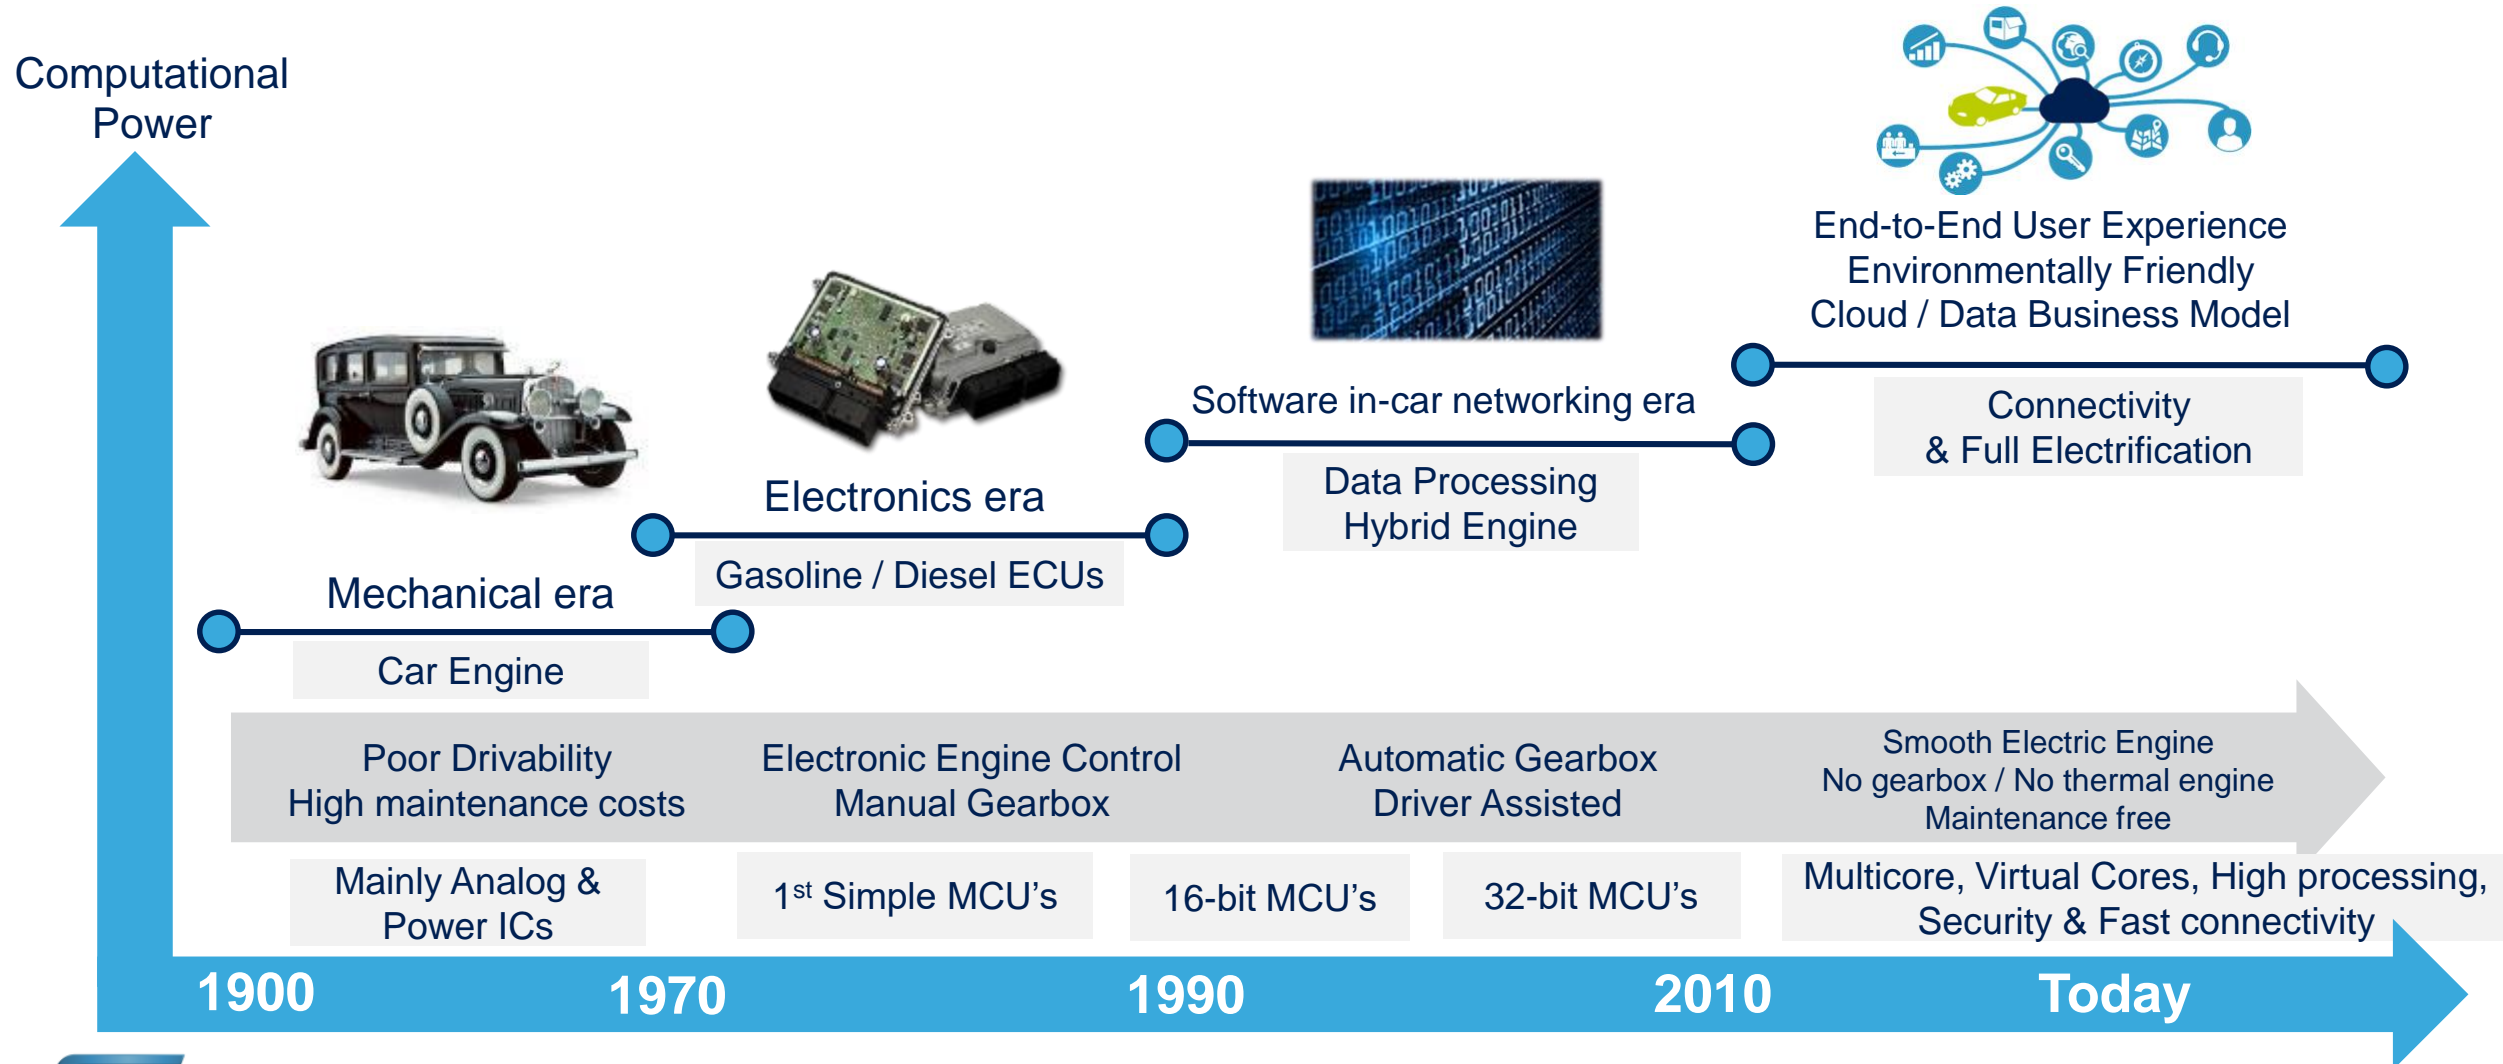 Computational
Power
End-to-End User Experience
Environmentally Friendly
Cloud / Data Business Model
Connectivity
& Full Electrification
Software in-car networking era
Data Processing
Hybrid Engine
Electronics era
Gasoline / Diesel ECUs
Mechanical era
Car Engine
Poor Drivability
High maintenance costs
Electronic Engine Control
Manual Gearbox
Automatic Gearbox
Driver Assisted
Smooth Electric Engine
No gearbox / No thermal engine
Maintenance free
Mainly Analog &
Power ICs
1st Simple MCU's
16-bit MCU's
32-bit MCU's
Multicore, Virtual Cores, High processing,
Security & Fast connectivity
1900
1970
1990
2010
Today